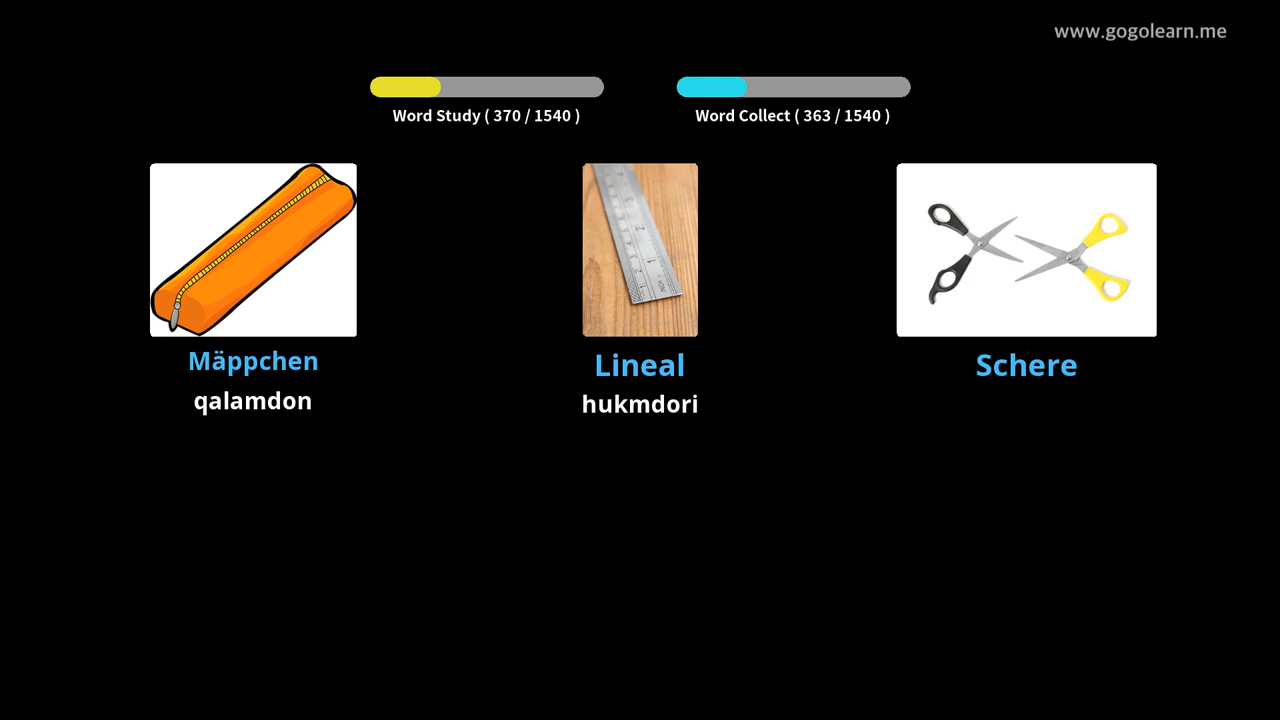 www.gogolearn.me
Word Study ( 370 / 1540 )
Word Collect ( 363 / 1540 )
Mäppchen
qalamdon
Lineal
hukmdori
Schere